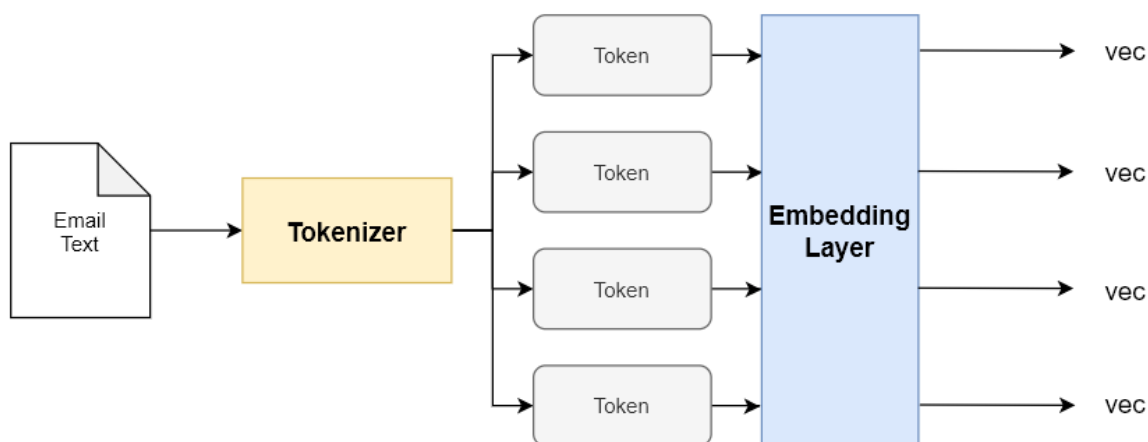 Email
Text
Tokenizer
Token
Token
Token
Token
Embedding
Layer
vec
vec
vec
vec